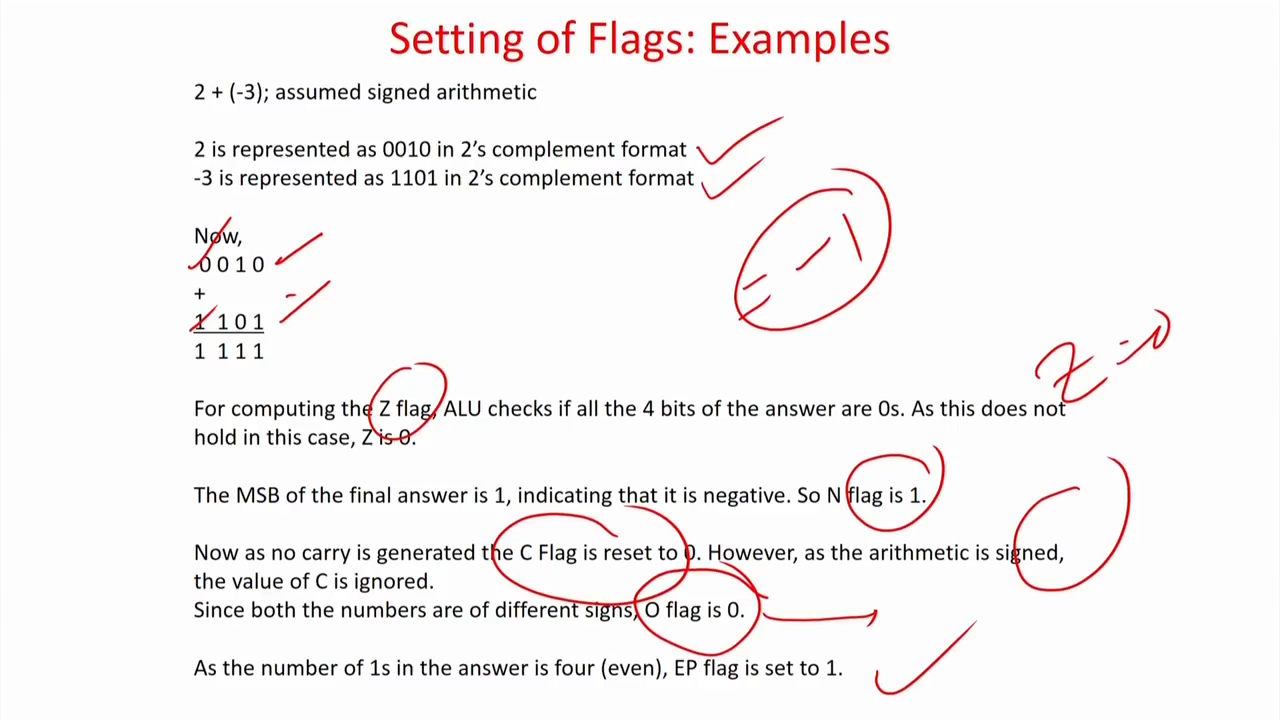 Setting of Flags: Examples
2 + (-3); assumed signed arithmetic
2 is represented as 0010 in 2's complement format
-3 is represented as 1101 in 2's complement format
= -1
Now,
0 0 1 0
+
1 1 0 1
1 1 1 1
Z = 0
For computing the Z flag, ALU checks if all the 4 bits of the answer are 0s. As this does not
hold in this case, Z is 0.
The MSB of the final answer is 1, indicating that it is negative. So N flag is 1.
Now as no carry is generated the C Flag is reset to 0. However, as the arithmetic is signed,
the value of C is ignored.
Since both the numbers are of different signs, O flag is 0.
As the number of 1s in the answer is four (even), EP flag is set to 1.